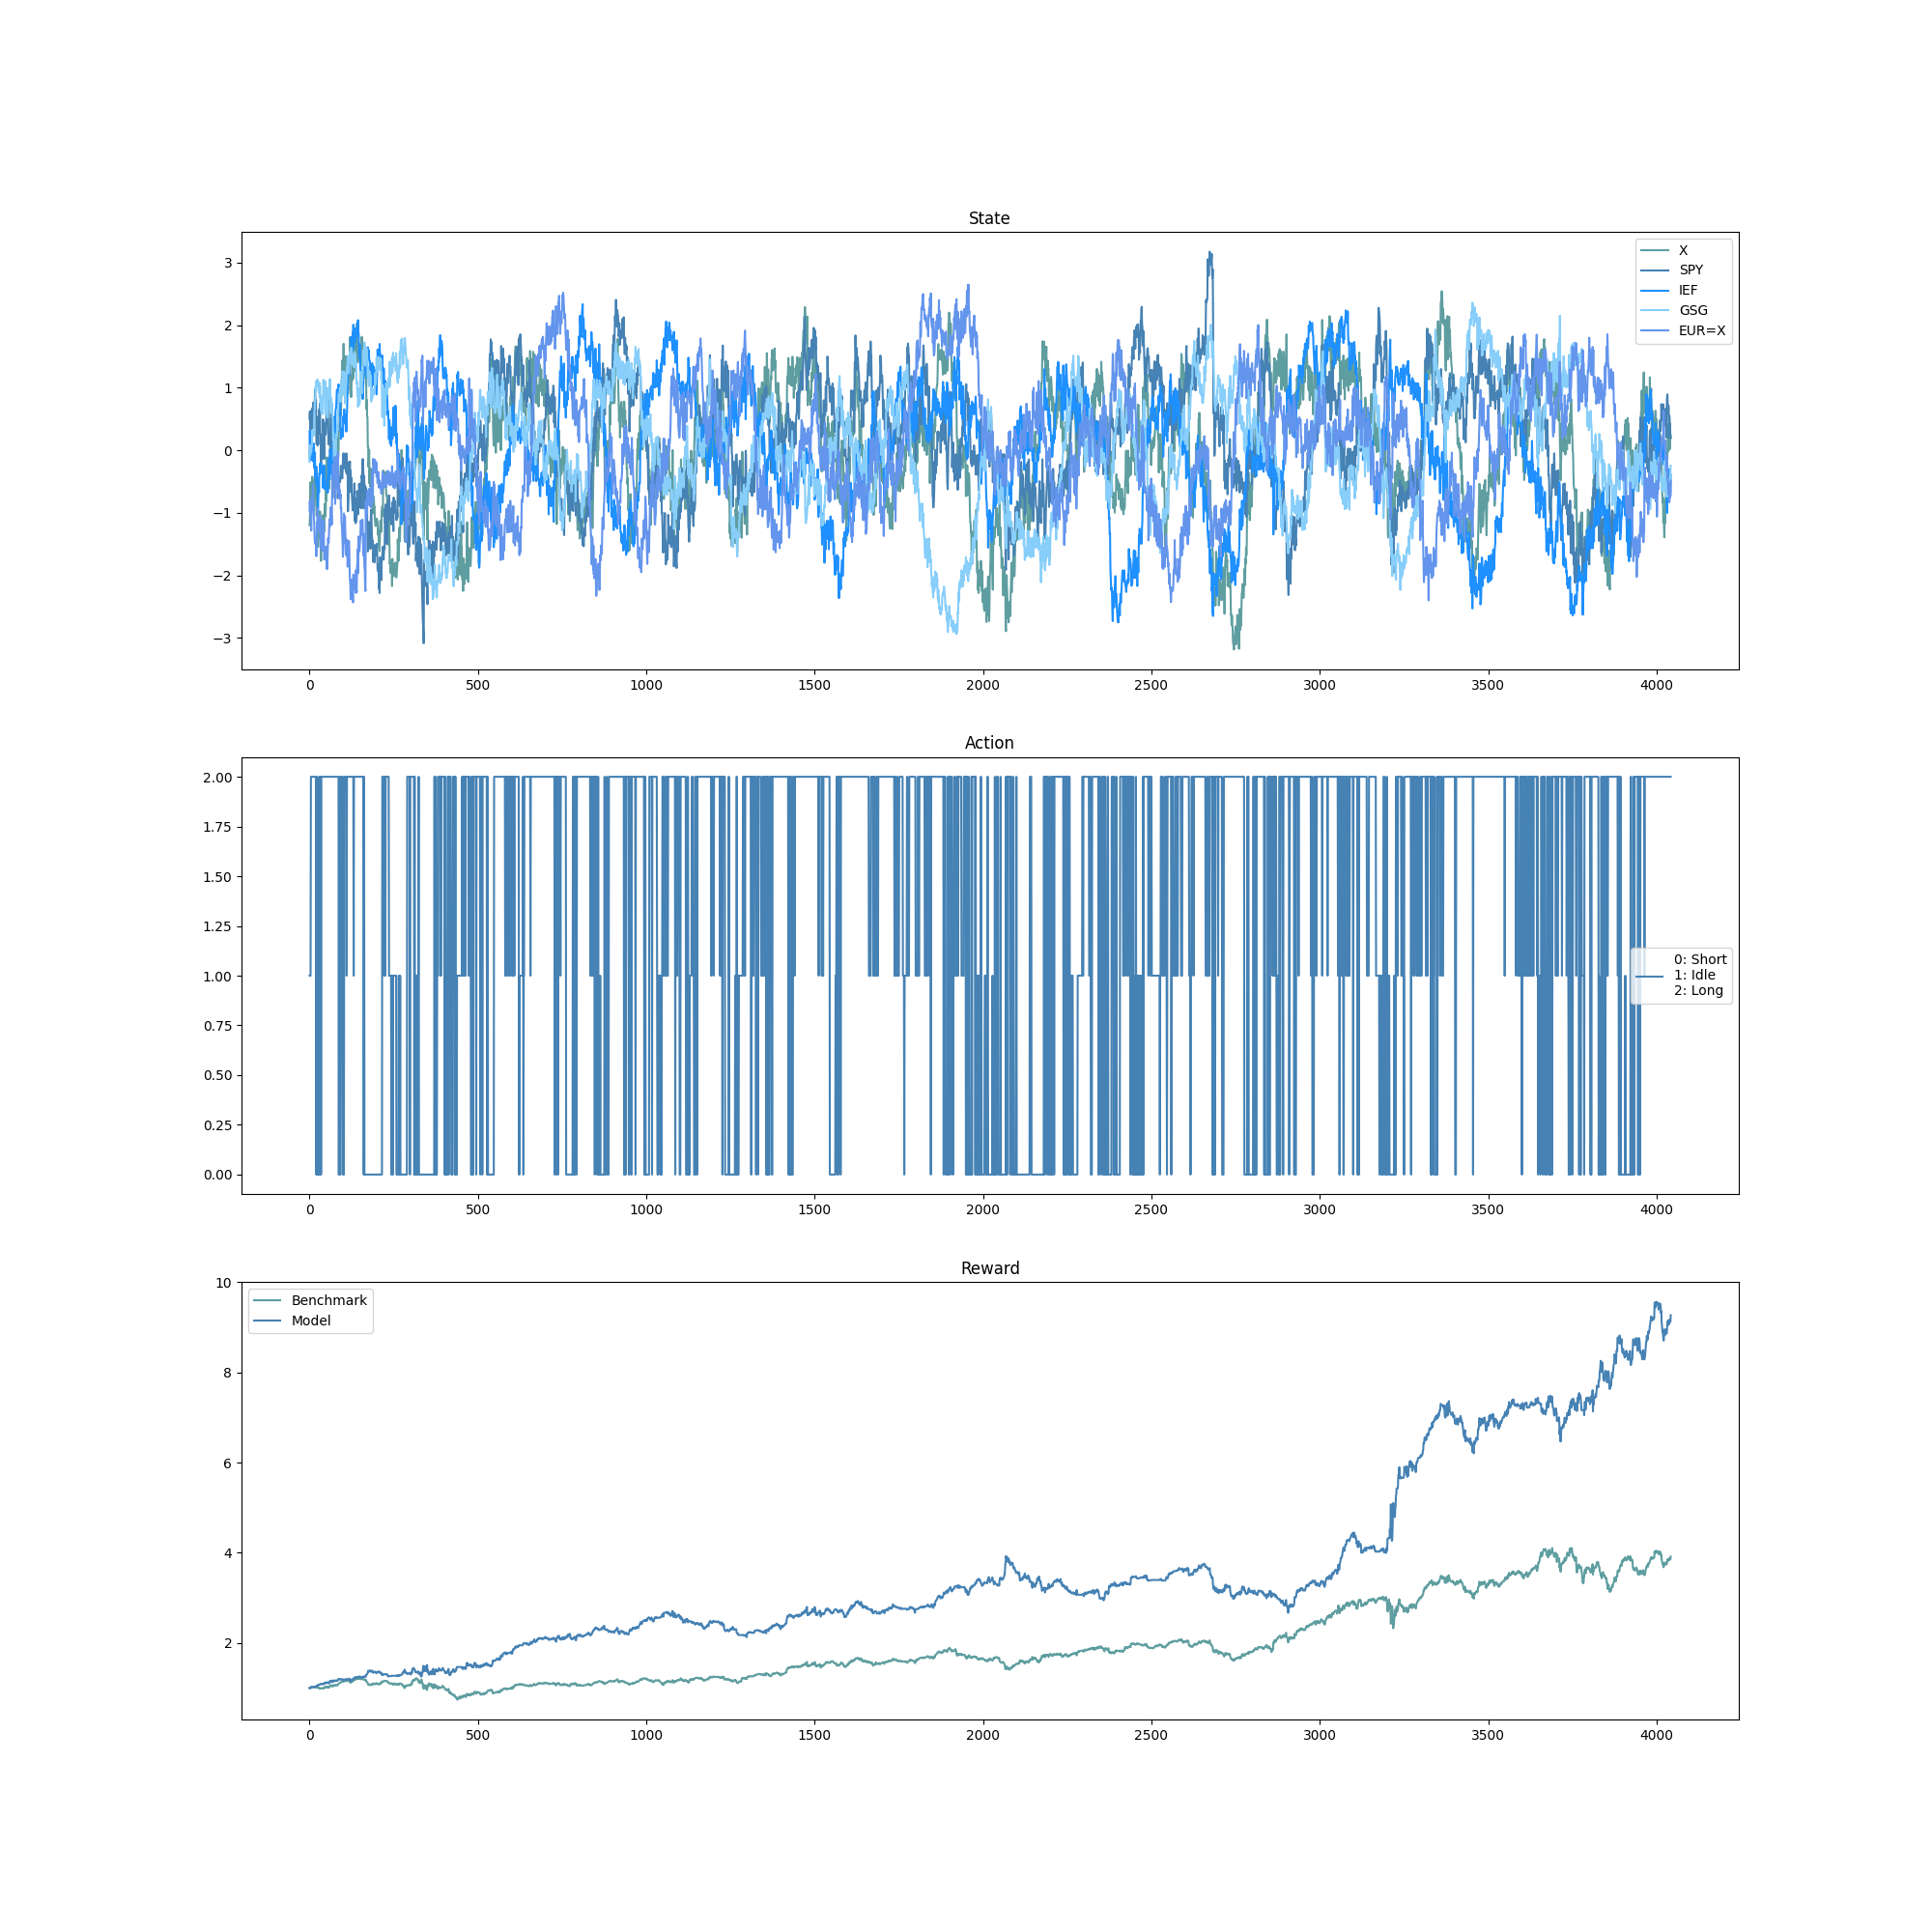 State
3
2
1
0
−1
−2
−3
X
SPY
IEF
GSG
EUR=X
0 500 1000 1500 2000 2500 3000 3500 4000
Action
2.00
1.75
1.50
1.25
1.00
0.75
0.50
0.25
0.00
0: Short
1: Idle
2: Long
0 500 1000 1500 2000 2500 3000 3500 4000
Reward
10
8
6
4
2
Benchmark
Model
0 500 1000 1500 2000 2500 3000 3500 4000